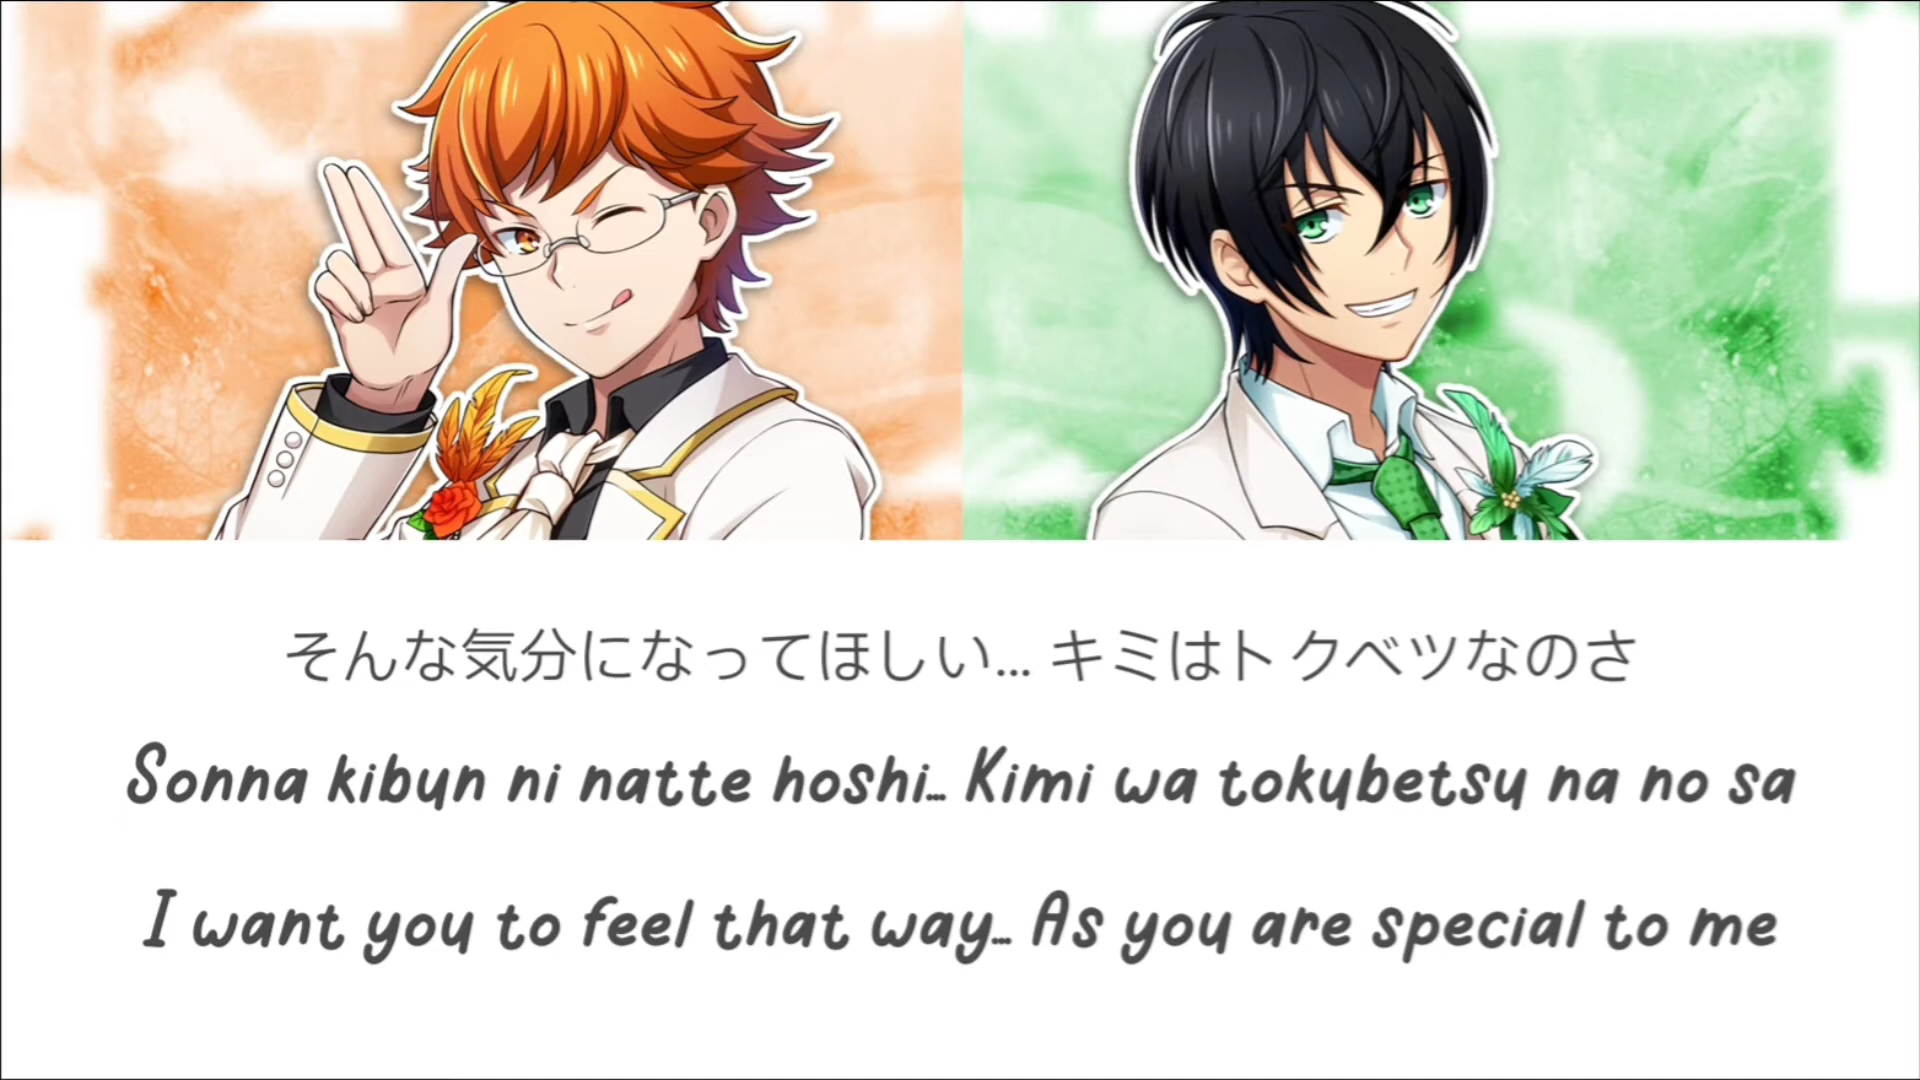 そんな気分になってほしい... キミはトクベツなのさ
Sonna kibun ni natte hoshi... Kimi wa tokubetsu na no sa
I want you to feel that way... As you are special to me